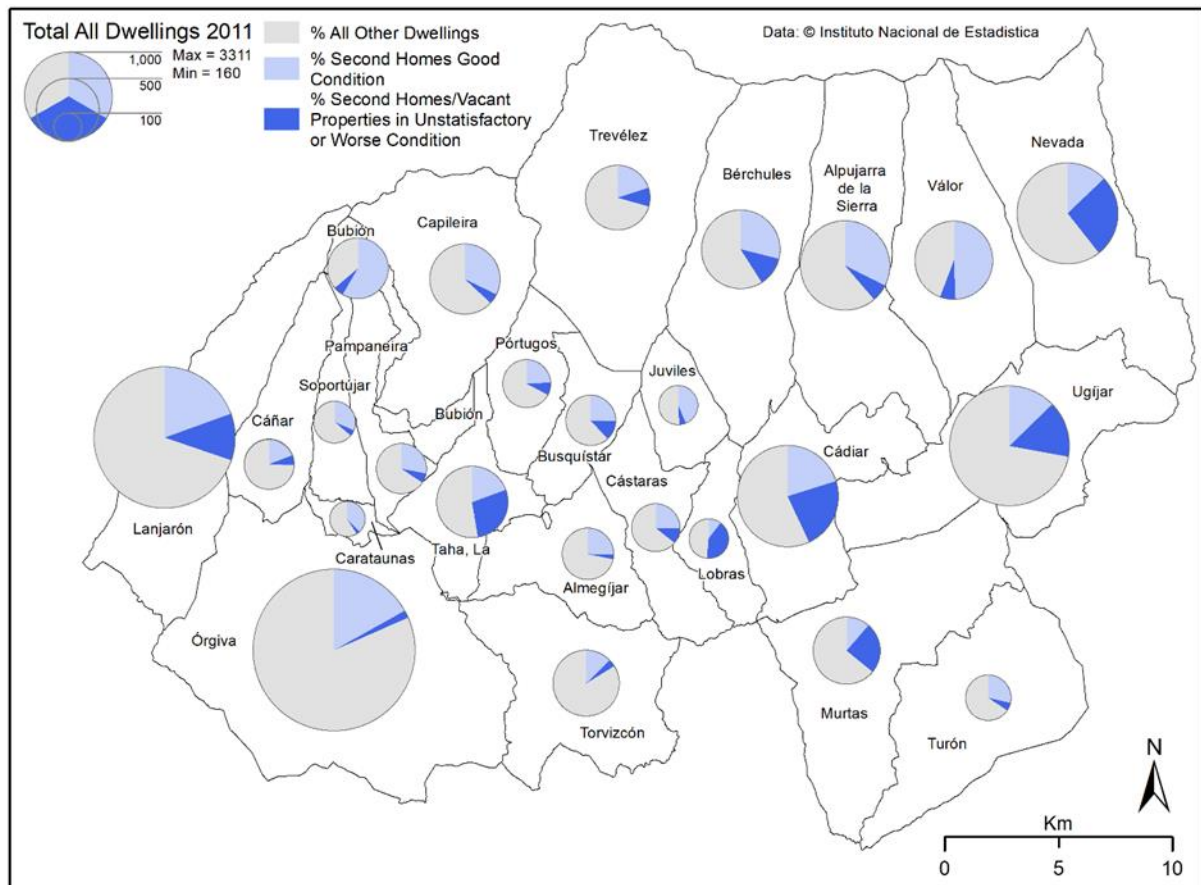 Total All Dwellings 2011
1,000
500
100
Max = 3311
Min = 160
% All Other Dwellings
% Second Homes Good
Condition
% Second Homes/Vacant
Properties in Unstatisfactory
or Worse Condition
Data: © Instituto Nacional de Estadistica
Trevélez
Bérchules
Alpujarra
de la
Sierra
Válor
Nevada
Bubión
Capileira
Pampaneira
Pórtugos
Soportújar
Juviles
Ugíjar
Cáñar
Bubión
Busquístar
Cádiar
Cástaras
Lanjarón
Carataunas
Taha, La
Lobras
Almegíjar
Órgiva
Murtas
Torvizcón
Turón
N
Km
0 5 10